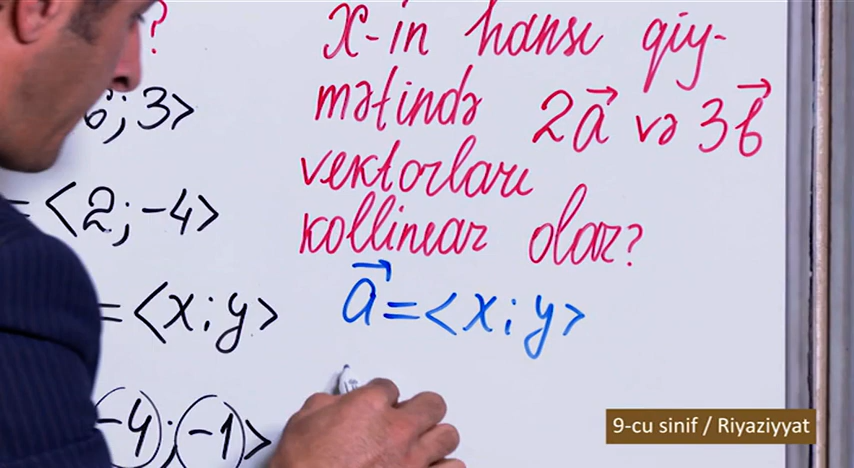 ?
6; 3>
= <2; -4>
= <x; y>
-4; -1>
x-in hansı qiy-
mətində 2a⃗ və 3b⃗
vektorları
kollinear olar?
a⃗ = <x; y>
9-cu sinif / Riyaziyyat